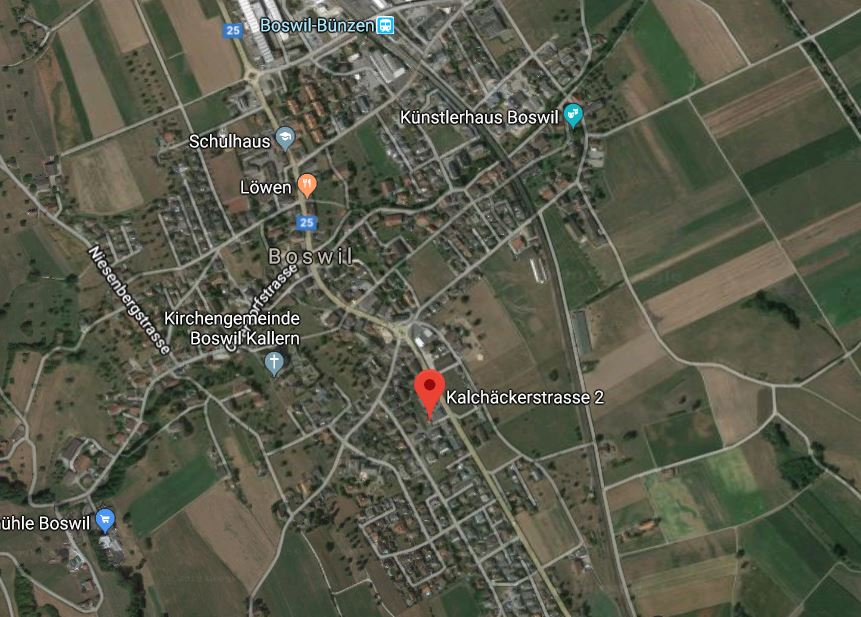 25
Boswil-Bünzen
Künstlerhaus Boswil
Schulhaus
Löwen
25
Boswil
Niesenbergstrasse
Kirchengemeinde
Boswil Kallern
Kalchäckerstrasse 2
ühle Boswil